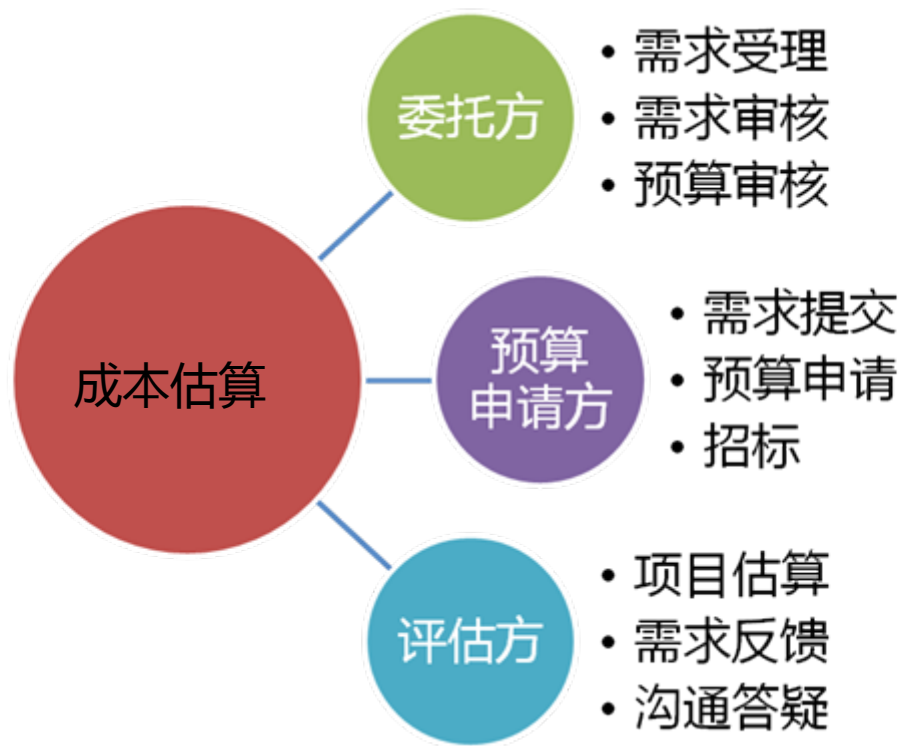 成本估算
委托方
• 需求受理
• 需求审核
• 预算审核
预算
申请方
• 需求提交
• 预算申请
• 招标
评估方
• 项目估算
• 需求反馈
• 沟通答疑